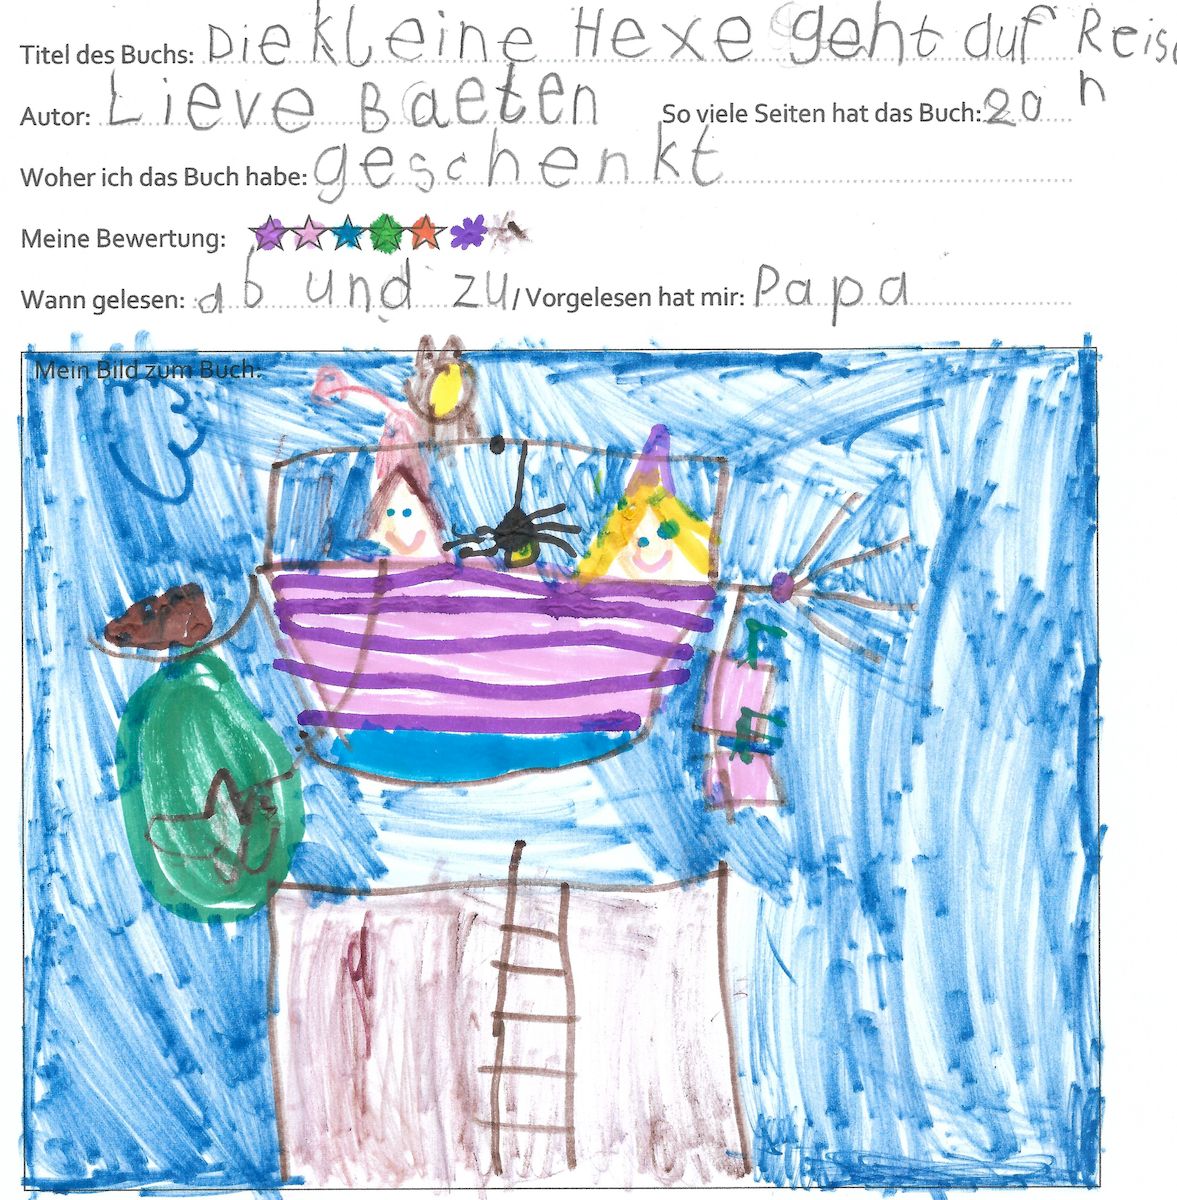 Titel des Buchs: Die kleine Hexe geht auf Reisen
Autor: Lieve Baeten So viele Seiten hat das Buch: 20
Woher ich das Buch habe: geschenkt
Meine Bewertung:
Wann gelesen: ab und zu / Vorgelesen hat mir: Papa
Mein Bild zum Buch: